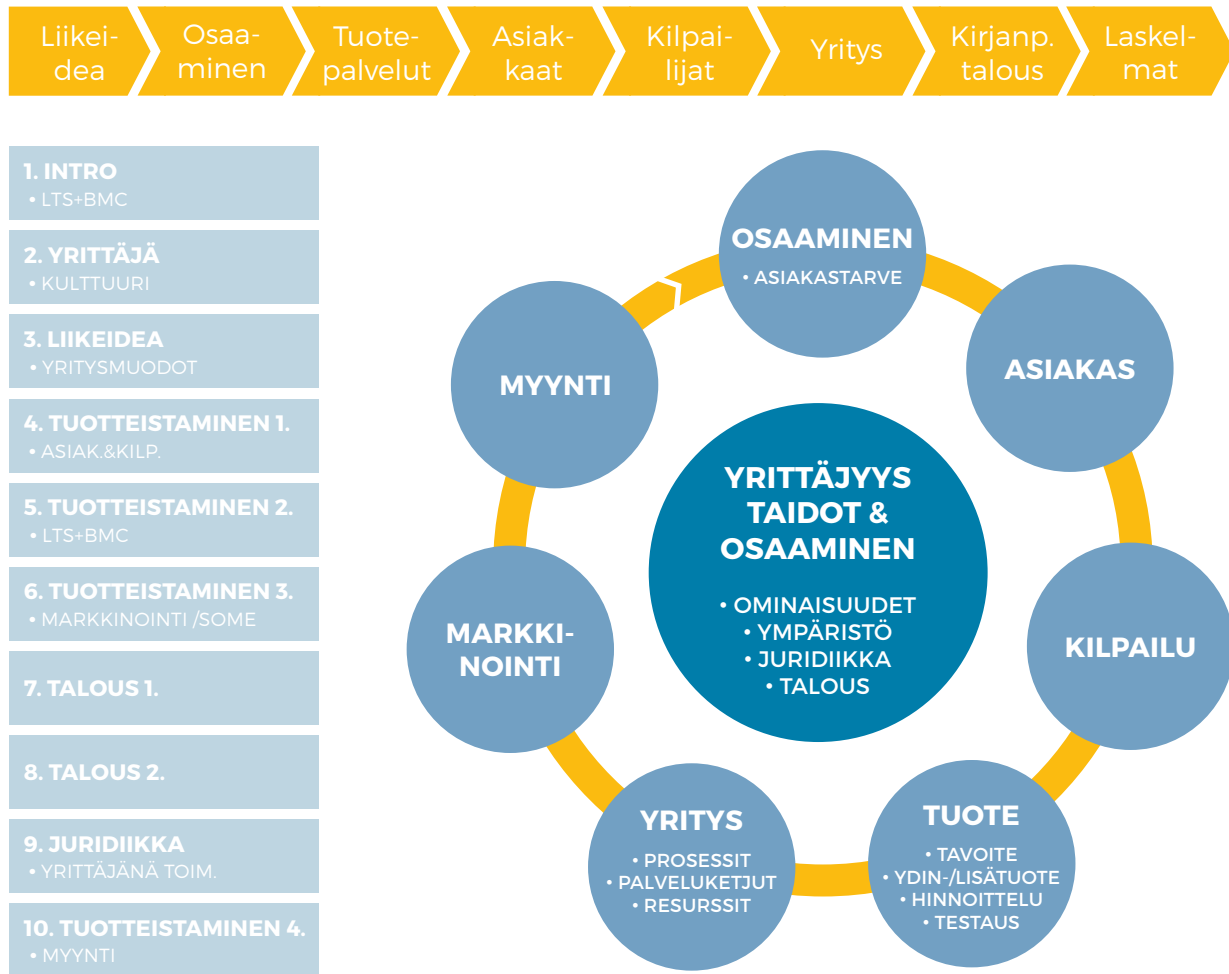 Liikei-
dea
Osaa-
minen
Tuote-
palvelut
Asiak-
kaat
Kilpai-
lijat
Yritys
Kirjanp.
talous
Laskel-
mat
1. INTRO
• LTS+BMC
2. YRITTÄJÄ
• KULTTUURI
3. LIIKEIDEA
• YRITYSMUODOT
4. TUOTTEISTAMINEN 1.
• ASIAK.&KILP.
5. TUOTTEISTAMINEN 2.
• LTS+BMC
6. TUOTTEISTAMINEN 3.
• MARKKINOINTI /SOME
7. TALOUS 1.
8. TALOUS 2.
9. JURIDIIKKA
• YRITTÄJÄNÄ TOIM.
10. TUOTTEISTAMINEN 4.
• MYYNTI
OSAAMINEN
• ASIAKASTARVE
ASIAKAS
KILPAILU
TUOTE
• TAVOITE
• YDIN-/LISÄTUOTE
• HINNOITTELU
• TESTAUS
YRITYS
• PROSESSIT
• PALVELUKETJUT
• RESURSSIT
MARKKI-
NOINTI
MYYNTI
YRITTÄJYYS
TAIDOT &
OSAAMINEN
• OMINAISUUDET
• YMPÄRISTÖ
• JURIDIIKKA
• TALOUS